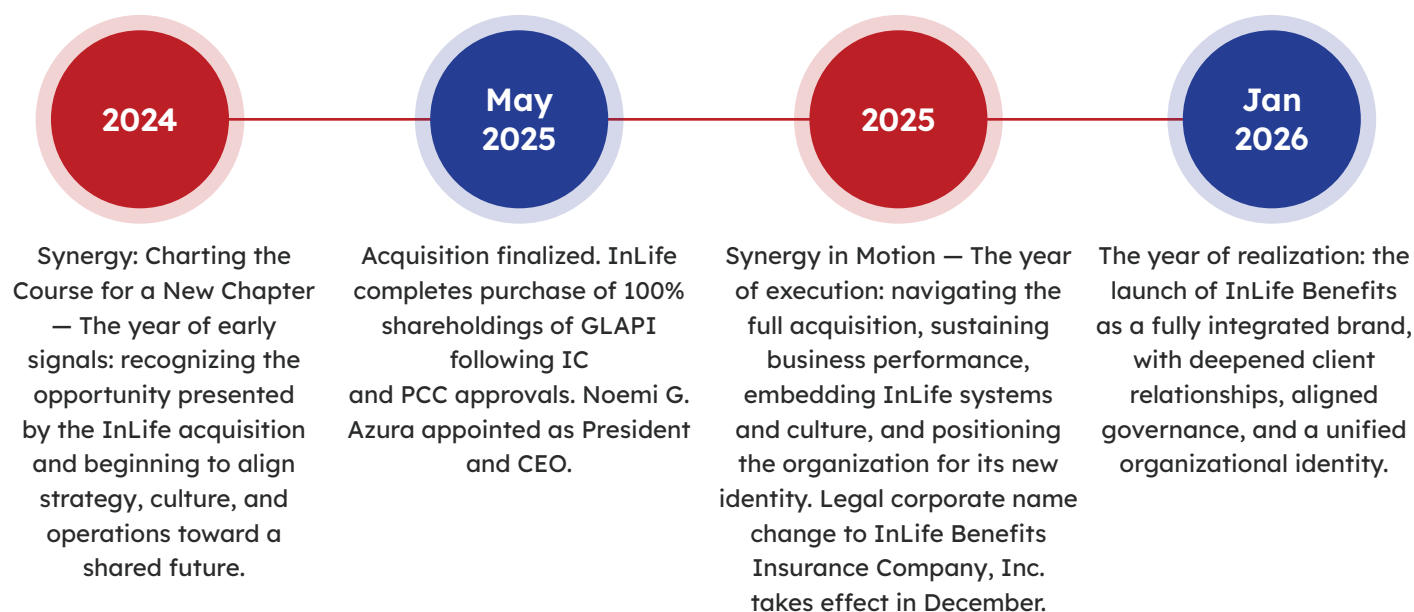 2024
Synergy: Charting the
Course for a New Chapter
— The year of early
signals: recognizing the
opportunity presented
by the InLife acquisition
and beginning to align
strategy, culture, and
operations toward a
shared future.
May
2025
Acquisition finalized. InLife
completes purchase of 100%
shareholdings of GLAPI
following IC
and PCC approvals. Noemi G.
Azura appointed as President
and CEO.
2025
Synergy in Motion — The year
of execution: navigating the
full acquisition, sustaining
business performance,
embedding InLife systems
and culture, and positioning
the organization for its new
identity. Legal corporate name
change to InLife Benefits
Insurance Company, Inc.
takes effect in December.
Jan
2026
The year of realization: the
launch of InLife Benefits
as a fully integrated brand,
with deepened client
relationships, aligned
governance, and a unified
organizational identity.